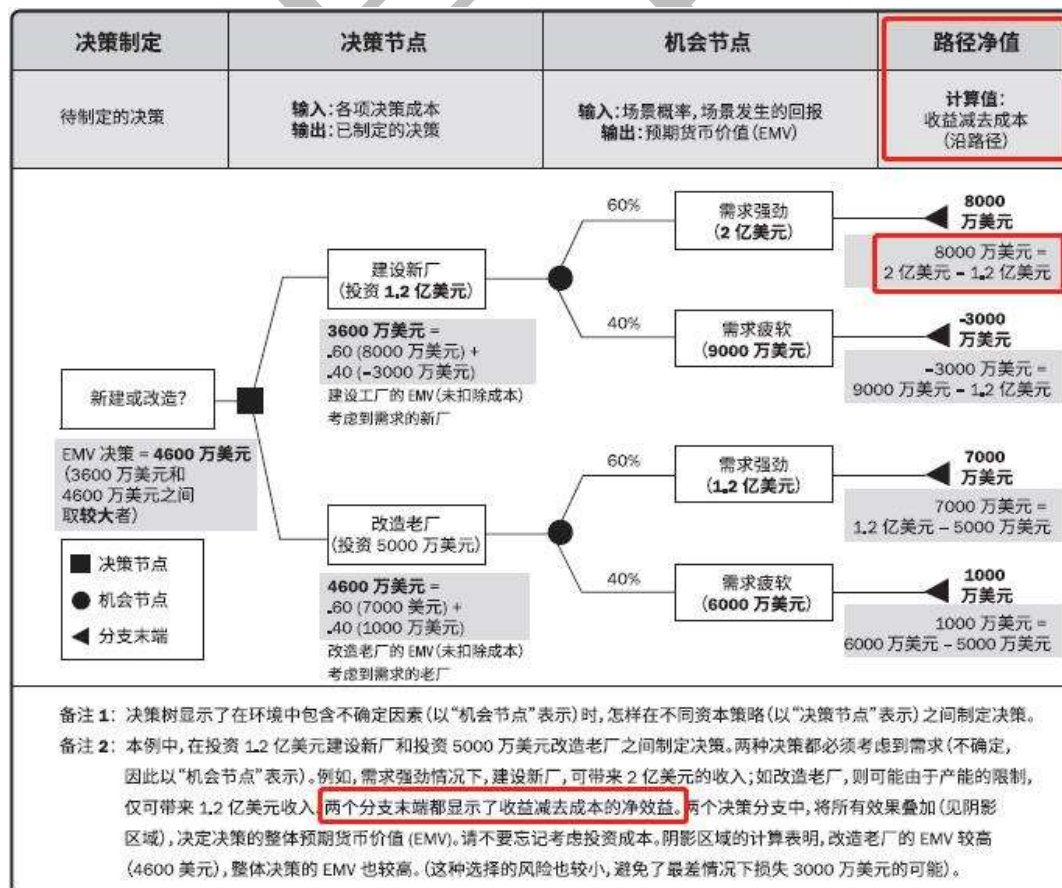 决策制定
决策节点
机会节点
路径净值
待制定的决策
输入：各项决策成本
输出：已制定的决策
输入：场景概率，场景发生的回报
输出：预期货币价值（EMV）
计算值：
收益减去成本
（沿路径）
新建或改造？
EMV 决策 = 4600 万美元
（3600 万美元和
4600 万美元之间
取较大者）
决策节点
机会节点
分支末端
建设新厂
（投资 1.2 亿美元）
3600 万美元 =
.60 (8000 万美元) +
.40 (-3000 万美元)
建设工厂的 EMV（未扣除成本）
考虑到需求的新厂
60%
需求强劲
（2 亿美元）
8000
万美元
8000 万美元 =
2 亿美元 – 1.2 亿美元
40%
需求疲软
（9000 万美元）
-3000
万美元
-3000 万美元 =
9000 万美元 – 1.2 亿美元
改造老厂
（投资 5000 万美元）
4600 万美元 =
.60 (7000 美元) +
.40 (1000 万美元)
改造老厂的 EMV（未扣除成本）
考虑到需求的老厂
60%
需求强劲
（1.2 亿美元）
7000
万美元
7000 万美元 =
1.2 亿美元 – 5000 万美元
40%
需求疲软
（6000 万美元）
1000
万美元
1000 万美元 =
6000 万美元 – 5000 万美元
备注 1：决策树显示了在环境中包含不确定因素（以“机会节点”表示）时，怎样在不同资本策略（以“决策节点”表示）之间制定决策。
备注 2：本例中，在投资 1.2 亿美元建设新厂和投资 5000 万美元改造老厂之间制定决策。两种决策都必须考虑到需求（不确定，
因此以“机会节点”表示）。例如，需求强劲情况下，建设新厂，可带来 2 亿美元的收入；如改造老厂，则可能由于产能的限制，
仅可带来 1.2 亿美元收入。两个分支末端都显示了收益减去成本的净效益。两个决策分支中，将所有效果叠加（见阴影
区域），决定决策的整体预期货币价值（EMV）。请不要忘记考虑投资成本。阴影区域的计算表明，改造老厂的 EMV 较高
（4600 美元），整体决策的 EMV 也较高。（这种选择的风险也较小，避免了最差情况下损失 3000 万美元的可能）。